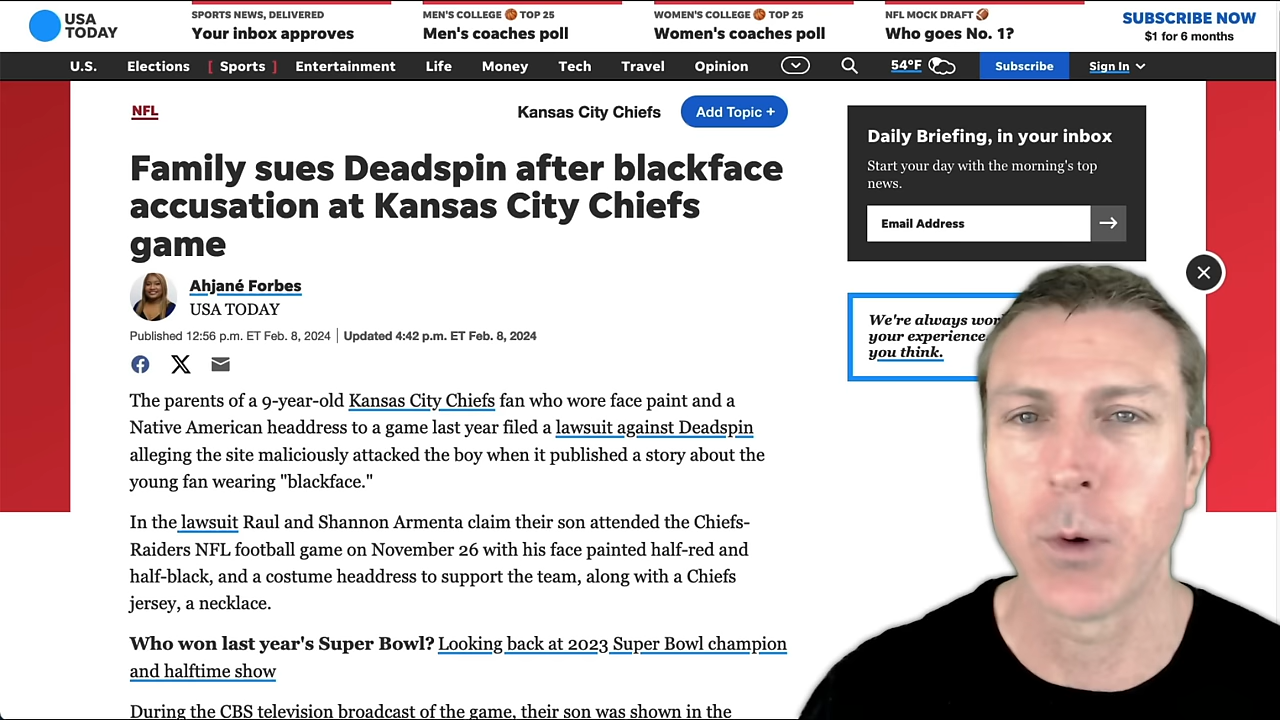 USA
TODAY
SPORTS NEWS, DELIVERED
Your inbox approves
MEN'S COLLEGE 🏀 TOP 25
Men's coaches poll
WOMEN'S COLLEGE 🏀 TOP 25
Women's coaches poll
NFL MOCK DRAFT 🏈
Who goes No. 1?
SUBSCRIBE NOW
$1 for 6 months
U.S. Elections [ Sports ] Entertainment Life Money Tech Travel Opinion 54°F Subscribe Sign In
NFL
Kansas City Chiefs Add Topic +
Family sues Deadspin after blackface
accusation at Kansas City Chiefs
game
Ahjané Forbes
USA TODAY
Published 12:56 p.m. ET Feb. 8, 2024 | Updated 4:42 p.m. ET Feb. 8, 2024
The parents of a 9-year-old Kansas City Chiefs fan who wore face paint and a
Native American headdress to a game last year filed a lawsuit against Deadspin
alleging the site maliciously attacked the boy when it published a story about the
young fan wearing "blackface."
In the lawsuit Raul and Shannon Armenta claim their son attended the Chiefs-
Raiders NFL football game on November 26 with his face painted half-red and
half-black, and a costume headdress to support the team, along with a Chiefs
jersey, a necklace.
Who won last year's Super Bowl? Looking back at 2023 Super Bowl champion
and halftime show
During the CBS television broadcast of the game, their son was shown in the
Daily Briefing, in your inbox
Start your day with the morning's top
news.
Email Address
We're always
your experience
you think.